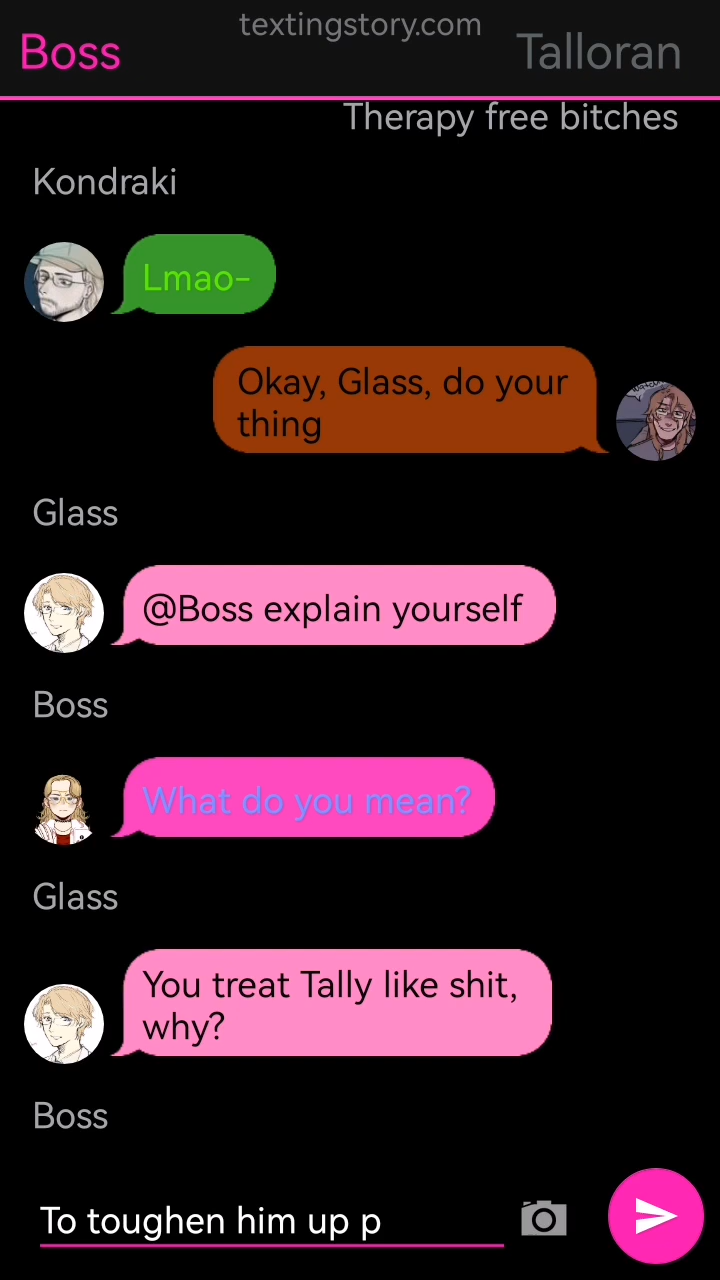 textingstory.com
Boss
Talloran
Therapy free bitches
Kondraki
Lmao-
Okay, Glass, do your
thing
Glass
@Boss explain yourself
Boss
What do you mean?
Glass
You treat Tally like shit,
why?
Boss
To toughen him up p